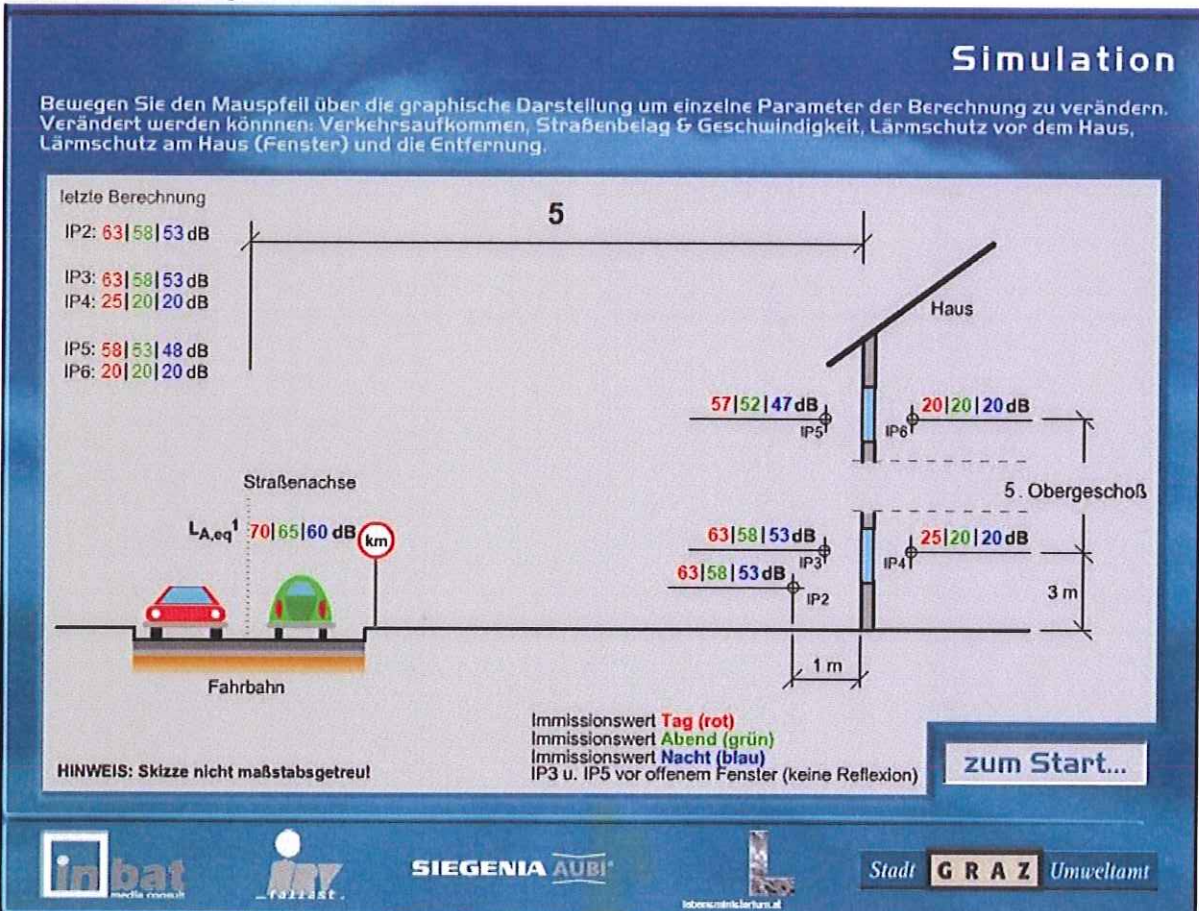 Simulation
Bewegen Sie den Mauspfeil über die graphische Darstellung um einzelne Parameter der Berechnung zu verändern.
Verändert werden könnnen: Verkehrsaufkommen, Straßenbelag & Geschwindigkeit, Lärmschutz vor dem Haus,
Lärmschutz am Haus (Fenster) und die Entfernung.
letzte Berechnung
IP2: 63|58|53 dB
IP3: 63|58|53 dB
IP4: 25|20|20 dB
IP5: 58|53|48 dB
IP6: 20|20|20 dB
5
Haus
57|52|47 dB
IP5
IP6
20|20|20 dB
5. Obergeschoß
Straßenachse
LA,eq¹ 70|65|60 dB
km
63|58|53 dB
IP3
IP4
25|20|20 dB
63|58|53 dB
IP2
3 m
1 m
Fahrbahn
Immissionswert Tag (rot)
Immissionswert Abend (grün)
Immissionswert Nacht (blau)
IP3 u. IP5 vor offenem Fenster (keine Reflexion)
HINWEIS: Skizze nicht maßstabsgetreu!
zum Start...
inbat
media consult
fallast.
SIEGENIA AUBI
L
lebensministerium.at
Stadt GRAZ Umweltamt